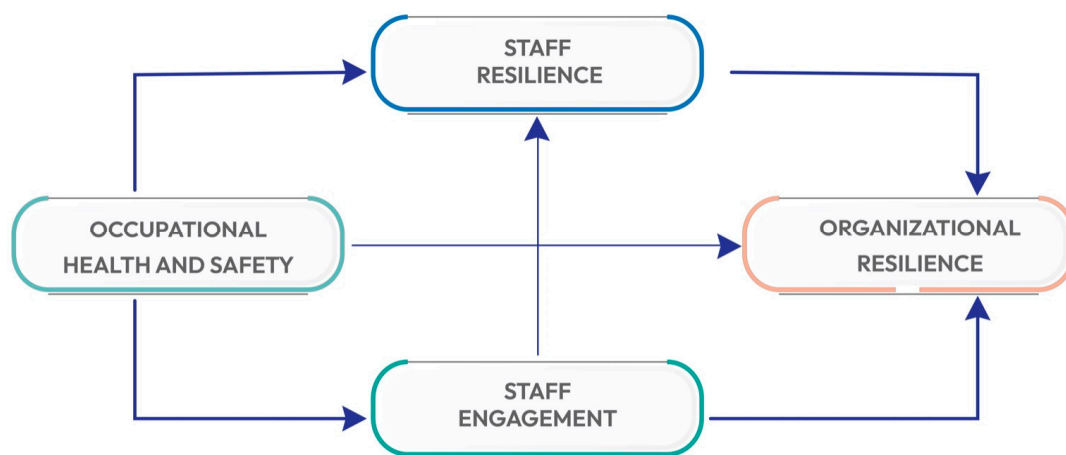 STAFF
RESILIENCE
OCCUPATIONAL
HEALTH AND SAFETY
ORGANIZATIONAL
RESILIENCE
STAFF
ENGAGEMENT